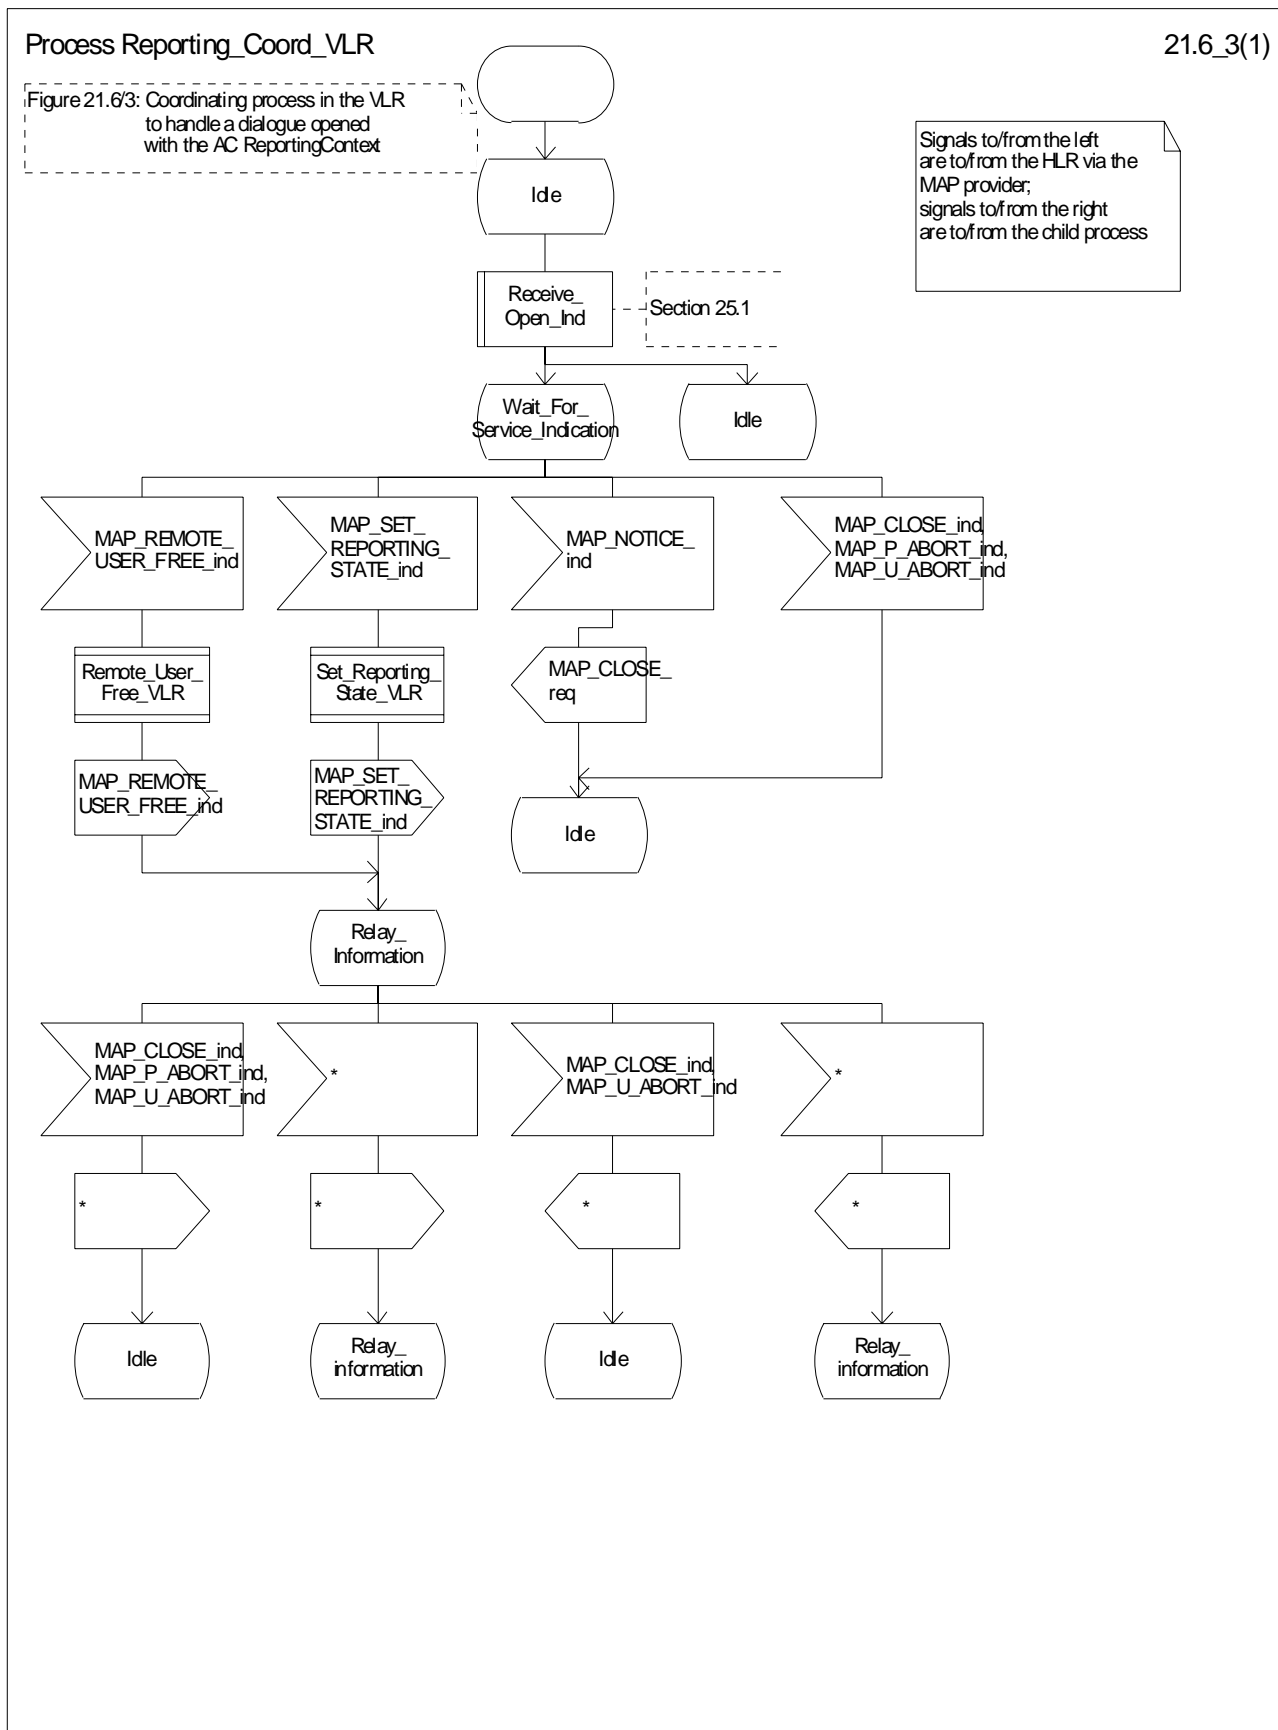 Process Reporting_Coord_VLR
21.6_3(1)
Figure 21.6/3: Coordinating process in the VLR
to handle a dialogue opened
with the AC ReportingContext
Signals to/from the left
are to/from the HLR via the
MAP provider;
signals to/from the right
are to/from the child process
Idle
Receive_
Open_Ind
Section 25.1
Wait_For_
Service_Indication
Idle
MAP_REMOTE_
USER_FREE_ind
MAP_SET_
REPORTING_
STATE_ind
MAP_NOTICE_
ind
MAP_CLOSE_ind,
MAP_P_ABORT_ind,
MAP_U_ABORT_ind
Remote_User_
Free_VLR
Set_Reporting_
State_VLR
MAP_CLOSE_
req
MAP_REMOTE_
USER_FREE_ind
MAP_SET_
REPORTING_
STATE_ind
Idle
Relay_
Information
MAP_CLOSE_ind,
MAP_P_ABORT_ind,
MAP_U_ABORT_ind
*
MAP_CLOSE_ind,
MAP_U_ABORT_ind
*
*
*
*
*
Idle
Relay_
information
Idle
Relay_
information